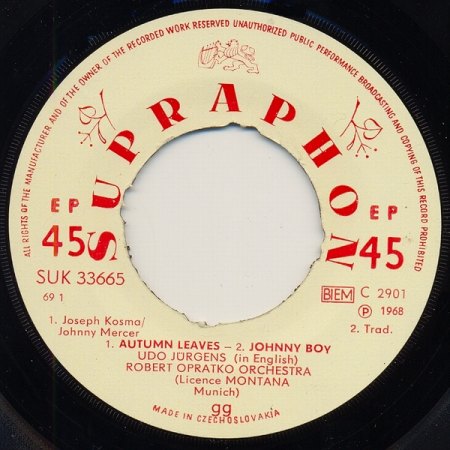 ALL RIGHTS OF THE MANUFACTURER AND OF THE OWNER OF THE RECORDED WORK RESERVED UNAUTHORIZED PUBLIC PERFORMANCE BROADCASTING AND COPYING OF THIS RECORD PROHIBITED
SUPRAPHON
EP
EP
45
45
SUK 33665
69 1
BIEM C 2901
Ⓟ 1968
1. Joseph Kosma/
Johnny Mercer
2. Trad.
1. AUTUMN LEAVES – 2. JOHNNY BOY
UDO JÜRGENS (in English)
ROBERT OPRATKO ORCHESTRA
(Licence MONTANA
Munich)
gg
MADE IN CZECHOSLOVAKIA